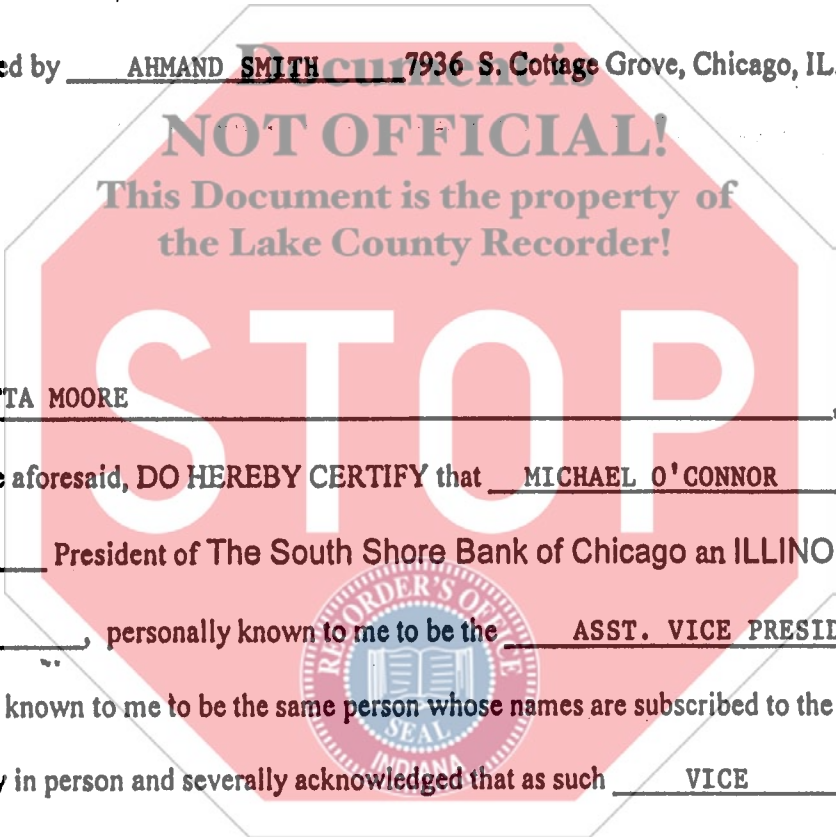 ed by AHMAND SMITH 7936 S. Cottage Grove, Chicago, IL.
Document is
NOT OFFICIAL!
This Document is the property of
the Lake County Recorder!
STOP
TA MOORE
aforesaid, DO HEREBY CERTIFY that MICHAEL O'CONNOR
President of The South Shore Bank of Chicago an ILLINO
RECORDER'S OFFICE
, personally known to me to be the ASST. VICE PRESID
known to me to be the same person whose names are subscribed to the
SEAL
INDIANA
in person and severally acknowledged that as such VICE